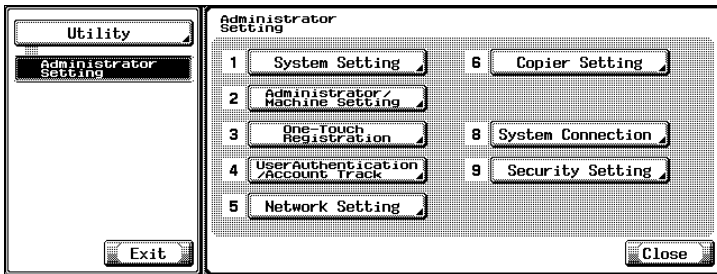 Utility
Administrator
Setting
Exit
Administrator
Setting
1 System Setting
2 Administrator/
Machine Setting
3 One-Touch
Registration
4 UserAuthentication
/Account Track
5 Network Setting
6 Copier Setting
8 System Connection
9 Security Setting
Close